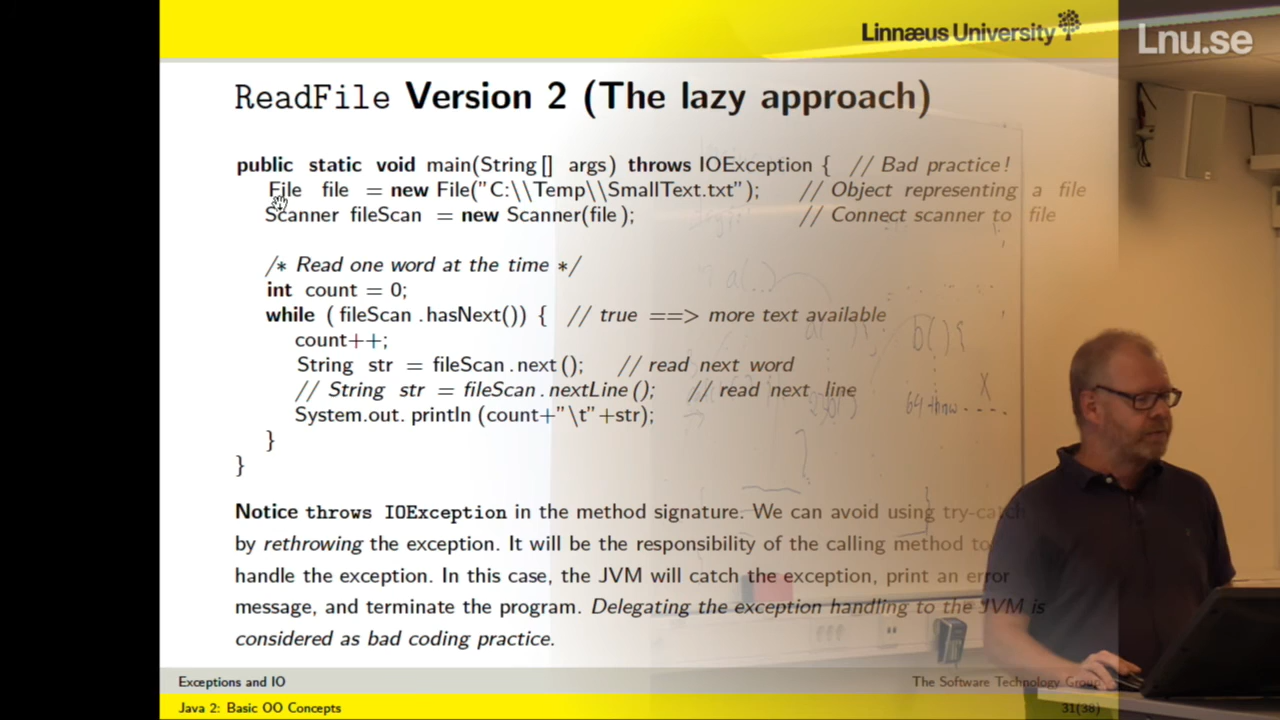 Linnæus University
Lnu.se
ReadFile Version 2 (The lazy approach)
public static void main(String[] args) throws IOException { // Bad practice!
File file = new File("C:\\Temp\\SmallText.txt"); // Object representing a file
Scanner fileScan = new Scanner(file); // Connect scanner to file
/* Read one word at the time */
int count = 0;
while (fileScan.hasNext()) { // true ==> more text available
count++;
String str = fileScan.next(); // read next word
// String str = fileScan.nextLine(); // read next line
System.out.println(count+"\t"+str);
}
}
a(..)
b(){
64 throw X
Notice throws IOException in the method signature. We can avoid using try-catch
by rethrowing the exception. It will be the responsibility of the calling method to
handle the exception. In this case, the JVM will catch the exception, print an error
message, and terminate the program. Delegating the exception handling to the JVM is
considered as bad coding practice.
Exceptions and IO The Software Technology Group
Java 2: Basic OO Concepts 31(38)